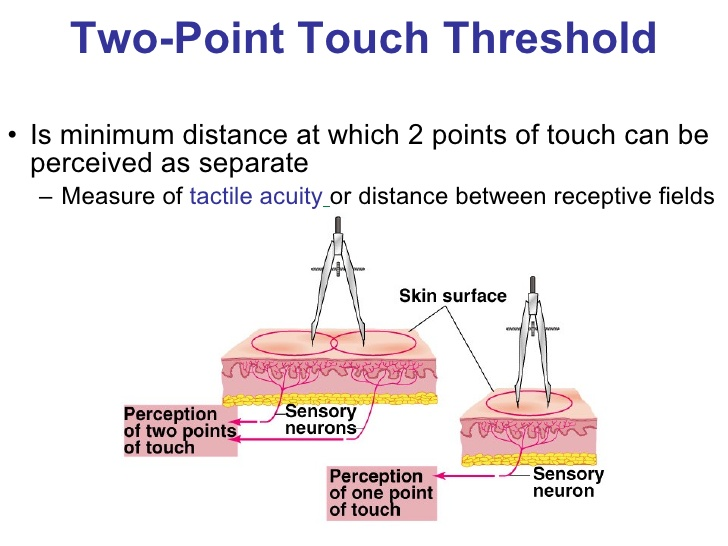 Two-Point Touch Threshold
• Is minimum distance at which 2 points of touch can be
perceived as separate
– Measure of tactile acuity or distance between receptive fields
Skin surface
Perception
of two points
of touch
Sensory
neurons
Perception
of one point
of touch
Sensory
neuron